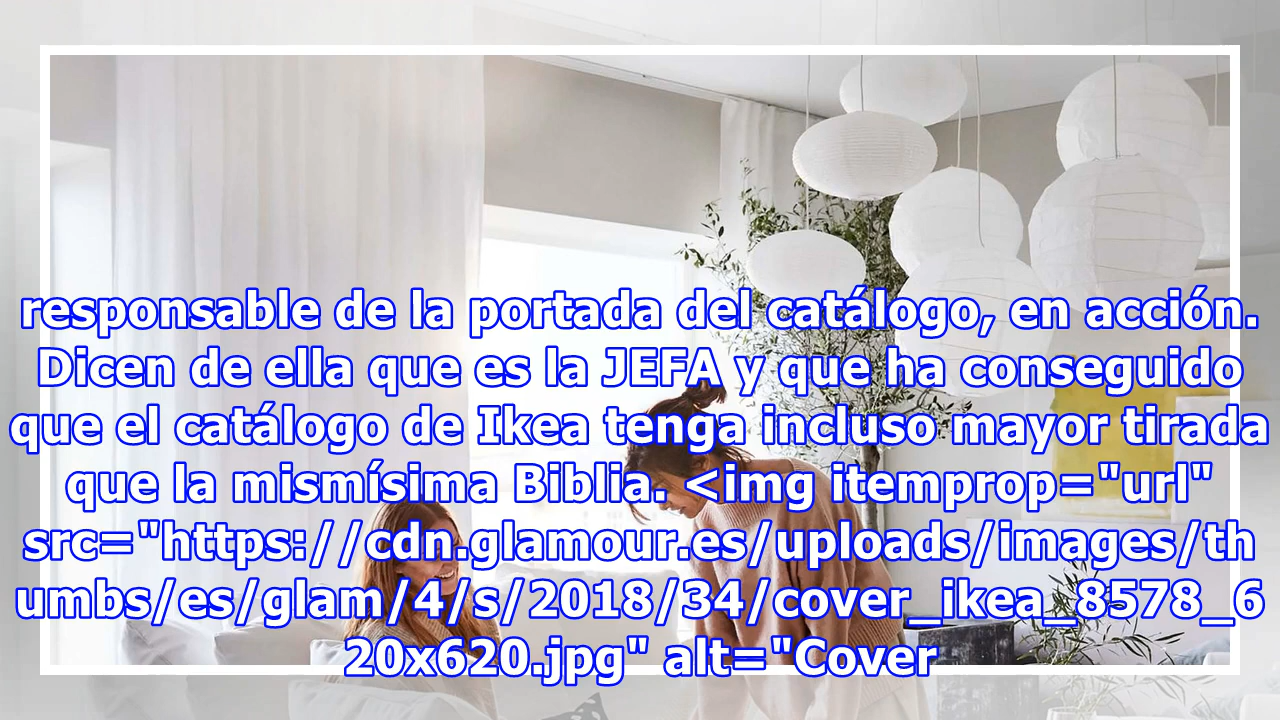 responsable de la portada del catálogo, en acción.
Dicen de ella que es la JEFA y que ha conseguido
que el catálogo de Ikea tenga incluso mayor tirada
que la mismísima Biblia. <img itemprop="url"
src="https://cdn.glamour.es/uploads/images/th
umbs/es/glam/4/s/2018/34/cover_ikea_8578_6
20x620.jpg" alt="Cover